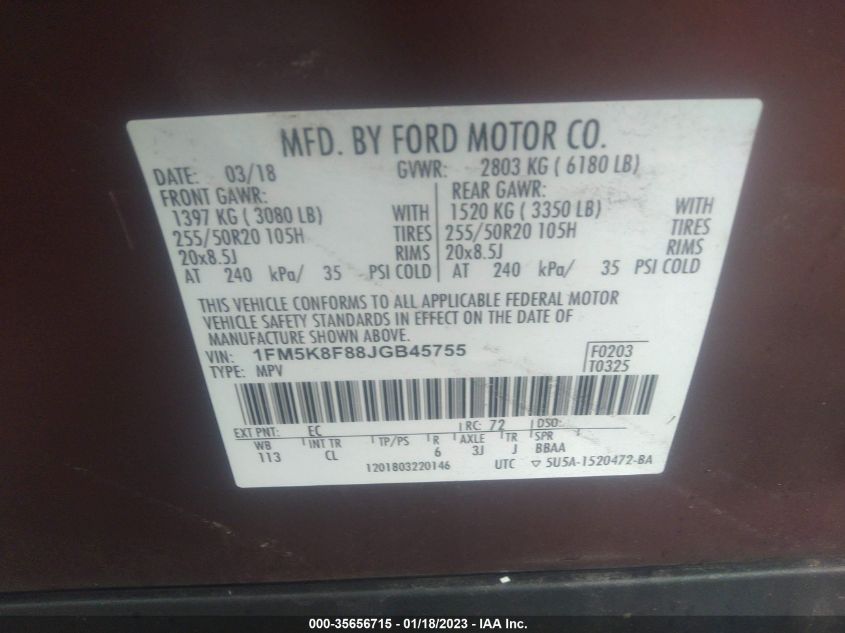 MFD. BY FORD MOTOR CO.
DATE: 03/18 GVWR: 2803 KG ( 6180 LB)
FRONT GAWR: REAR GAWR:
1397 KG ( 3080 LB) WITH 1520 KG ( 3350 LB) WITH
255/50R20 105H TIRES 255/50R20 105H TIRES
20x8.5J RIMS 20x8.5J RIMS
AT 240 kPa/ 35 PSI COLD AT 240 kPa/ 35 PSI COLD
THIS VEHICLE CONFORMS TO ALL APPLICABLE FEDERAL MOTOR
VEHICLE SAFETY STANDARDS IN EFFECT ON THE DATE OF
MANUFACTURE SHOWN ABOVE.
VIN: 1FM5K8F88JGB45755 F0203
TYPE: MPV T0325
EXT PNT: EC RC: 72 DSO:
WB INT TR TP/PS R AXLE TR SPR
113 CL 6 3J J BBAA
1201803220146 UTC ▽ 5U5A-1520472-BA
000-35656715 - 01/18/2023 - IAA Inc.